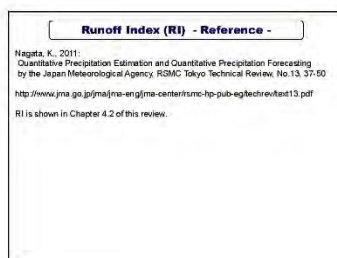 Runoff Index (RI) - Reference -
Nagata, K., 2011:
Quantitative Precipitation Estimation and Quantitative Precipitation Forecasting
by the Japan Meteorological Agency, RSMC Tokyo Technical Review, No.13, 37-50
http://www.jma.go.jp/jma/jma-eng/jma-center/rsmc-hp-pub-eg/techrev/text13.pdf
RI is shown in Chapter 4.2 of this review.